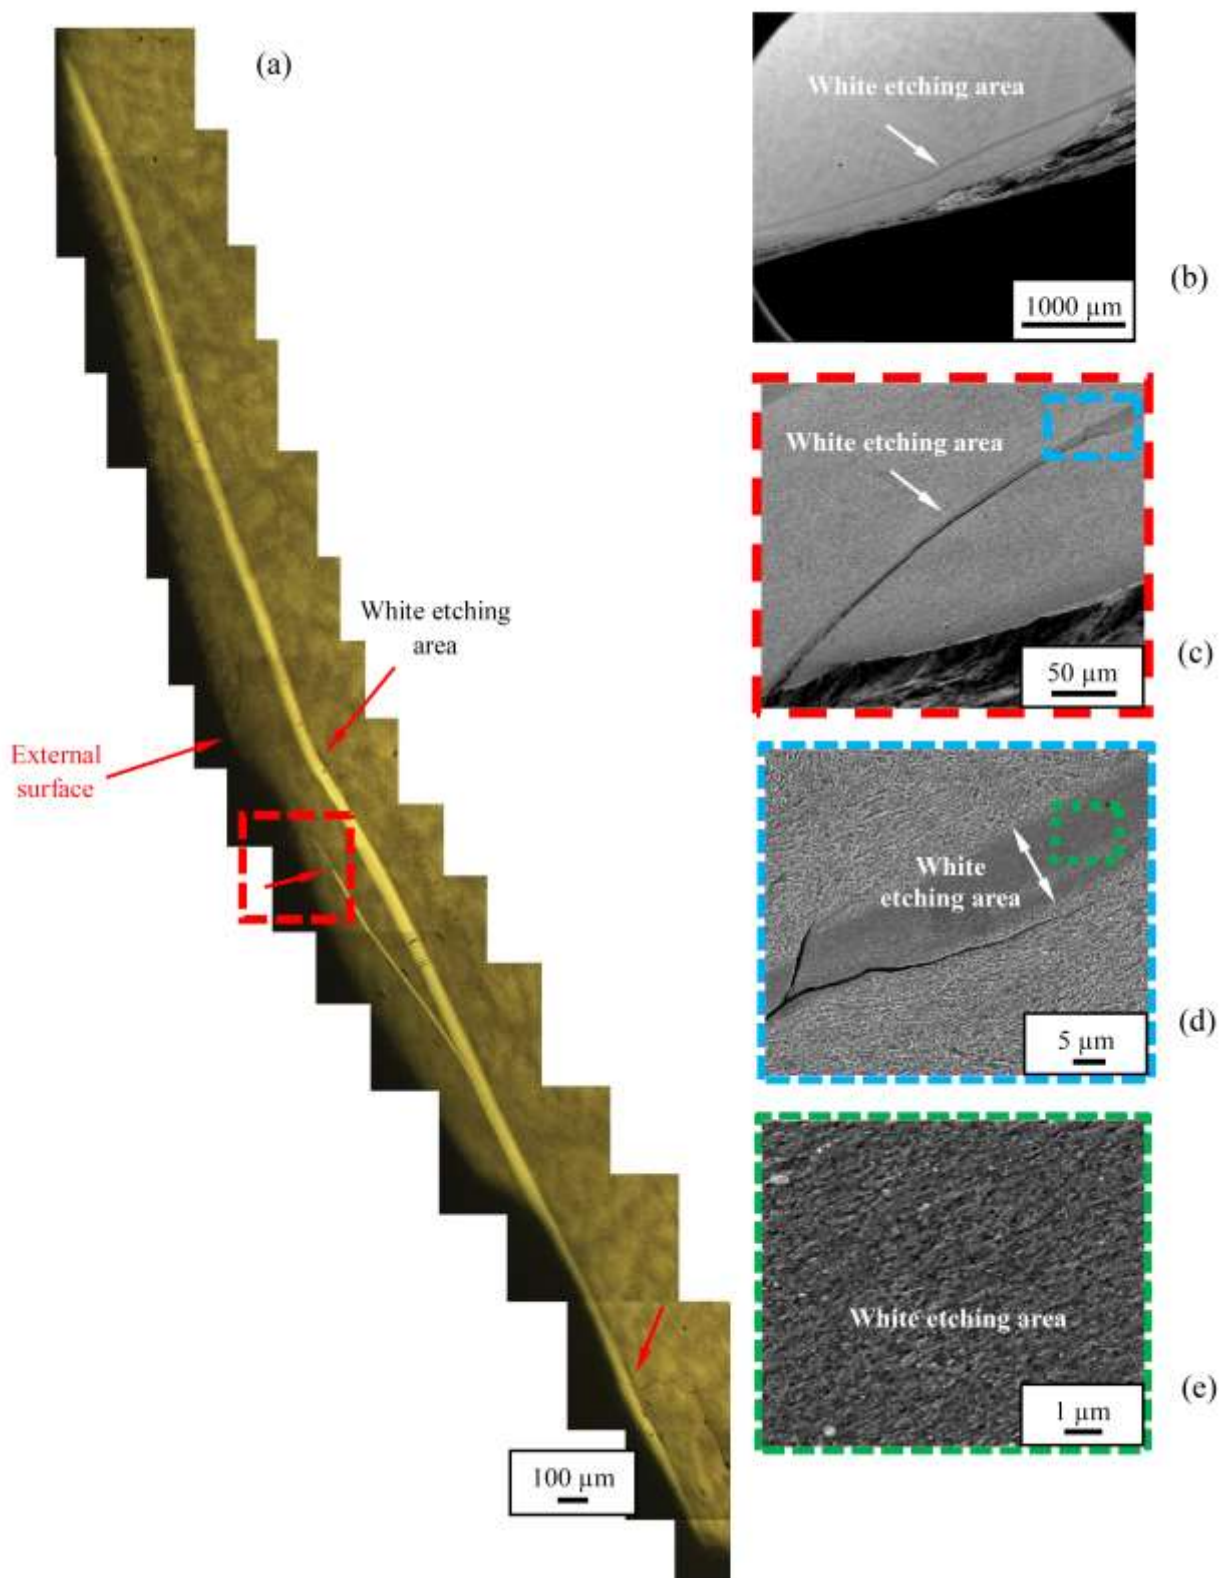 (a)
White etching
area
External
surface
100 µm
White etching area
1000 µm
(b)
White etching area
50 µm
(c)
White
etching area
5 µm
(d)
White etching area
1 µm
(e)